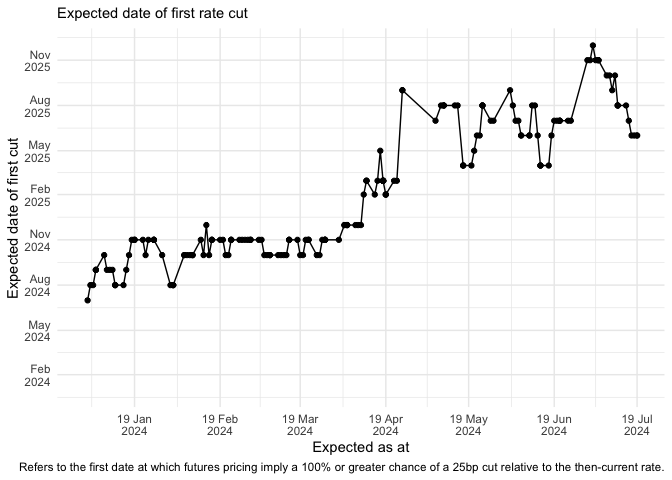 Expected date of first rate cut
Expected date of first cut
Nov
2025
Aug
2025
May
2025
Feb
2025
Nov
2024
Aug
2024
May
2024
Feb
2024
19 Jan
2024
19 Feb
2024
19 Mar
2024
19 Apr
2024
19 May
2024
19 Jun
2024
19 Jul
2024
Expected as at
Refers to the first date at which futures pricing imply a 100% or greater chance of a 25bp cut relative to the then-current rate.